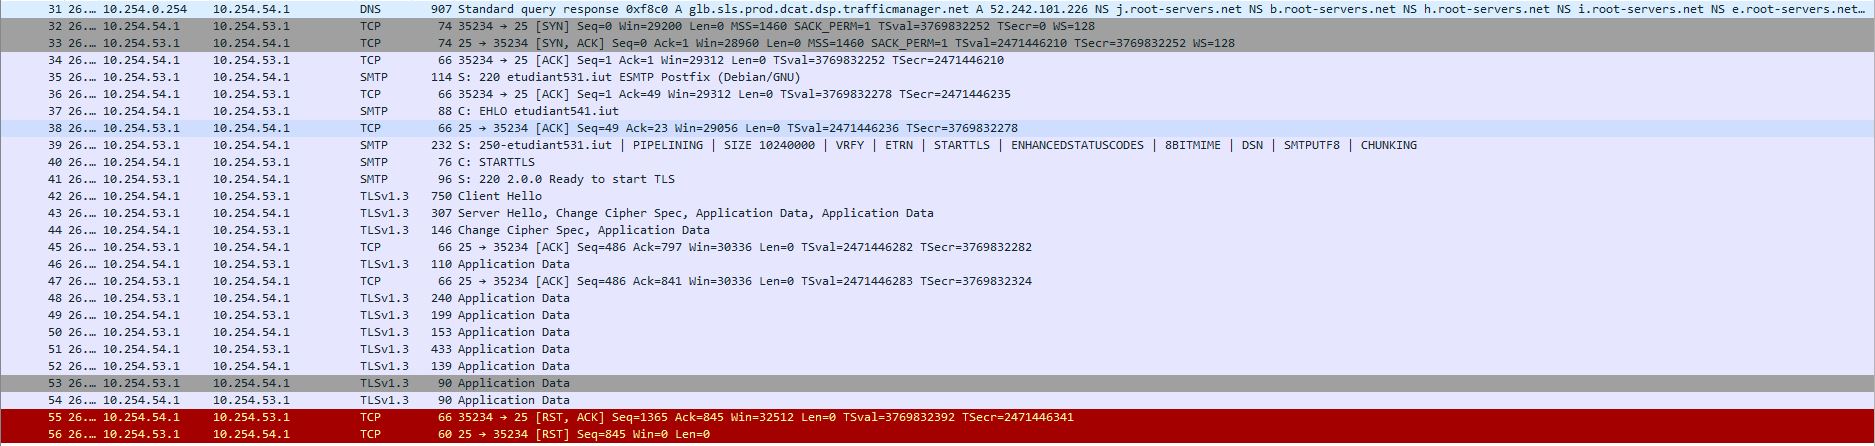 31 26.… 10.254.0.254 10.254.54.1 DNS 907 Standard query response 0xf8c0 A glb.sls.prod.dcat.dsp.trafficmanager.net A 52.242.101.226 NS j.root-servers.net NS b.root-servers.net NS h.root-servers.net NS i.root-servers.net NS e.root-servers.net…
32 26.… 10.254.54.1 10.254.53.1 TCP 74 35234 → 25 [SYN] Seq=0 Win=29200 Len=0 MSS=1460 SACK_PERM=1 TSval=3769832252 TSecr=0 WS=128
33 26.… 10.254.53.1 10.254.54.1 TCP 74 25 → 35234 [SYN, ACK] Seq=0 Ack=1 Win=28960 Len=0 MSS=1460 SACK_PERM=1 TSval=2471446210 TSecr=3769832252 WS=128
34 26.… 10.254.54.1 10.254.53.1 TCP 66 35234 → 25 [ACK] Seq=1 Ack=1 Win=29312 Len=0 TSval=3769832252 TSecr=2471446210
35 26.… 10.254.53.1 10.254.54.1 SMTP 114 S: 220 etudiant531.iut ESMTP Postfix (Debian/GNU)
36 26.… 10.254.54.1 10.254.53.1 TCP 66 35234 → 25 [ACK] Seq=1 Ack=49 Win=29312 Len=0 TSval=3769832278 TSecr=2471446235
37 26.… 10.254.54.1 10.254.53.1 SMTP 88 C: EHLO etudiant541.iut
38 26.… 10.254.53.1 10.254.54.1 TCP 66 25 → 35234 [ACK] Seq=49 Ack=23 Win=29056 Len=0 TSval=2471446236 TSecr=3769832278
39 26.… 10.254.53.1 10.254.54.1 SMTP 232 S: 250-etudiant531.iut | PIPELINING | SIZE 10240000 | VRFY | ETRN | STARTTLS | ENHANCEDSTATUSCODES | 8BITMIME | DSN | SMTPUTF8 | CHUNKING
40 26.… 10.254.54.1 10.254.53.1 SMTP 76 C: STARTTLS
41 26.… 10.254.53.1 10.254.54.1 SMTP 96 S: 220 2.0.0 Ready to start TLS
42 26.… 10.254.54.1 10.254.53.1 TLSv1.3 750 Client Hello
43 26.… 10.254.53.1 10.254.54.1 TLSv1.3 307 Server Hello, Change Cipher Spec, Application Data, Application Data
44 26.… 10.254.54.1 10.254.53.1 TLSv1.3 146 Change Cipher Spec, Application Data
45 26.… 10.254.53.1 10.254.54.1 TCP 66 25 → 35234 [ACK] Seq=486 Ack=797 Win=30336 Len=0 TSval=2471446282 TSecr=3769832282
46 26.… 10.254.54.1 10.254.53.1 TLSv1.3 110 Application Data
47 26.… 10.254.53.1 10.254.54.1 TCP 66 25 → 35234 [ACK] Seq=486 Ack=841 Win=30336 Len=0 TSval=2471446283 TSecr=3769832324
48 26.… 10.254.53.1 10.254.54.1 TLSv1.3 240 Application Data
49 26.… 10.254.54.1 10.254.53.1 TLSv1.3 199 Application Data
50 26.… 10.254.53.1 10.254.54.1 TLSv1.3 153 Application Data
51 26.… 10.254.54.1 10.254.53.1 TLSv1.3 433 Application Data
52 26.… 10.254.53.1 10.254.54.1 TLSv1.3 139 Application Data
53 26.… 10.254.53.1 10.254.54.1 TLSv1.3 90 Application Data
54 26.… 10.254.54.1 10.254.53.1 TLSv1.3 90 Application Data
55 26.… 10.254.54.1 10.254.53.1 TCP 66 35234 → 25 [RST, ACK] Seq=1365 Ack=845 Win=32512 Len=0 TSval=3769832392 TSecr=2471446341
56 26.… 10.254.53.1 10.254.54.1 TCP 60 25 → 35234 [RST] Seq=845 Win=0 Len=0